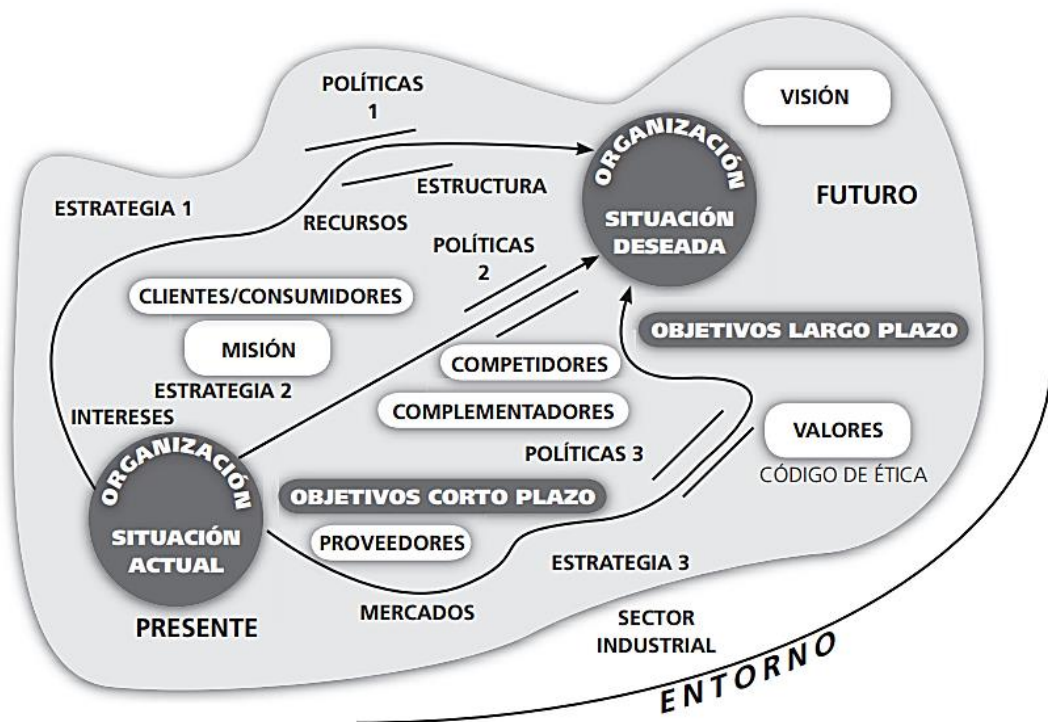 POLÍTICAS
1
VISIÓN
ESTRATEGIA 1
ESTRUCTURA
RECURSOS
ORGANIZACIÓN
SITUACIÓN
DESEADA
FUTURO
POLÍTICAS
2
CLIENTES/CONSUMIDORES
MISIÓN
OBJETIVOS LARGO PLAZO
COMPETIDORES
ESTRATEGIA 2
COMPLEMENTADORES
INTERESES
VALORES
CÓDIGO DE ÉTICA
POLÍTICAS 3
ORGANIZACIÓN
SITUACIÓN
ACTUAL
OBJETIVOS CORTO PLAZO
PROVEEDORES
ESTRATEGIA 3
MERCADOS
PRESENTE
SECTOR
INDUSTRIAL
ENTORNO